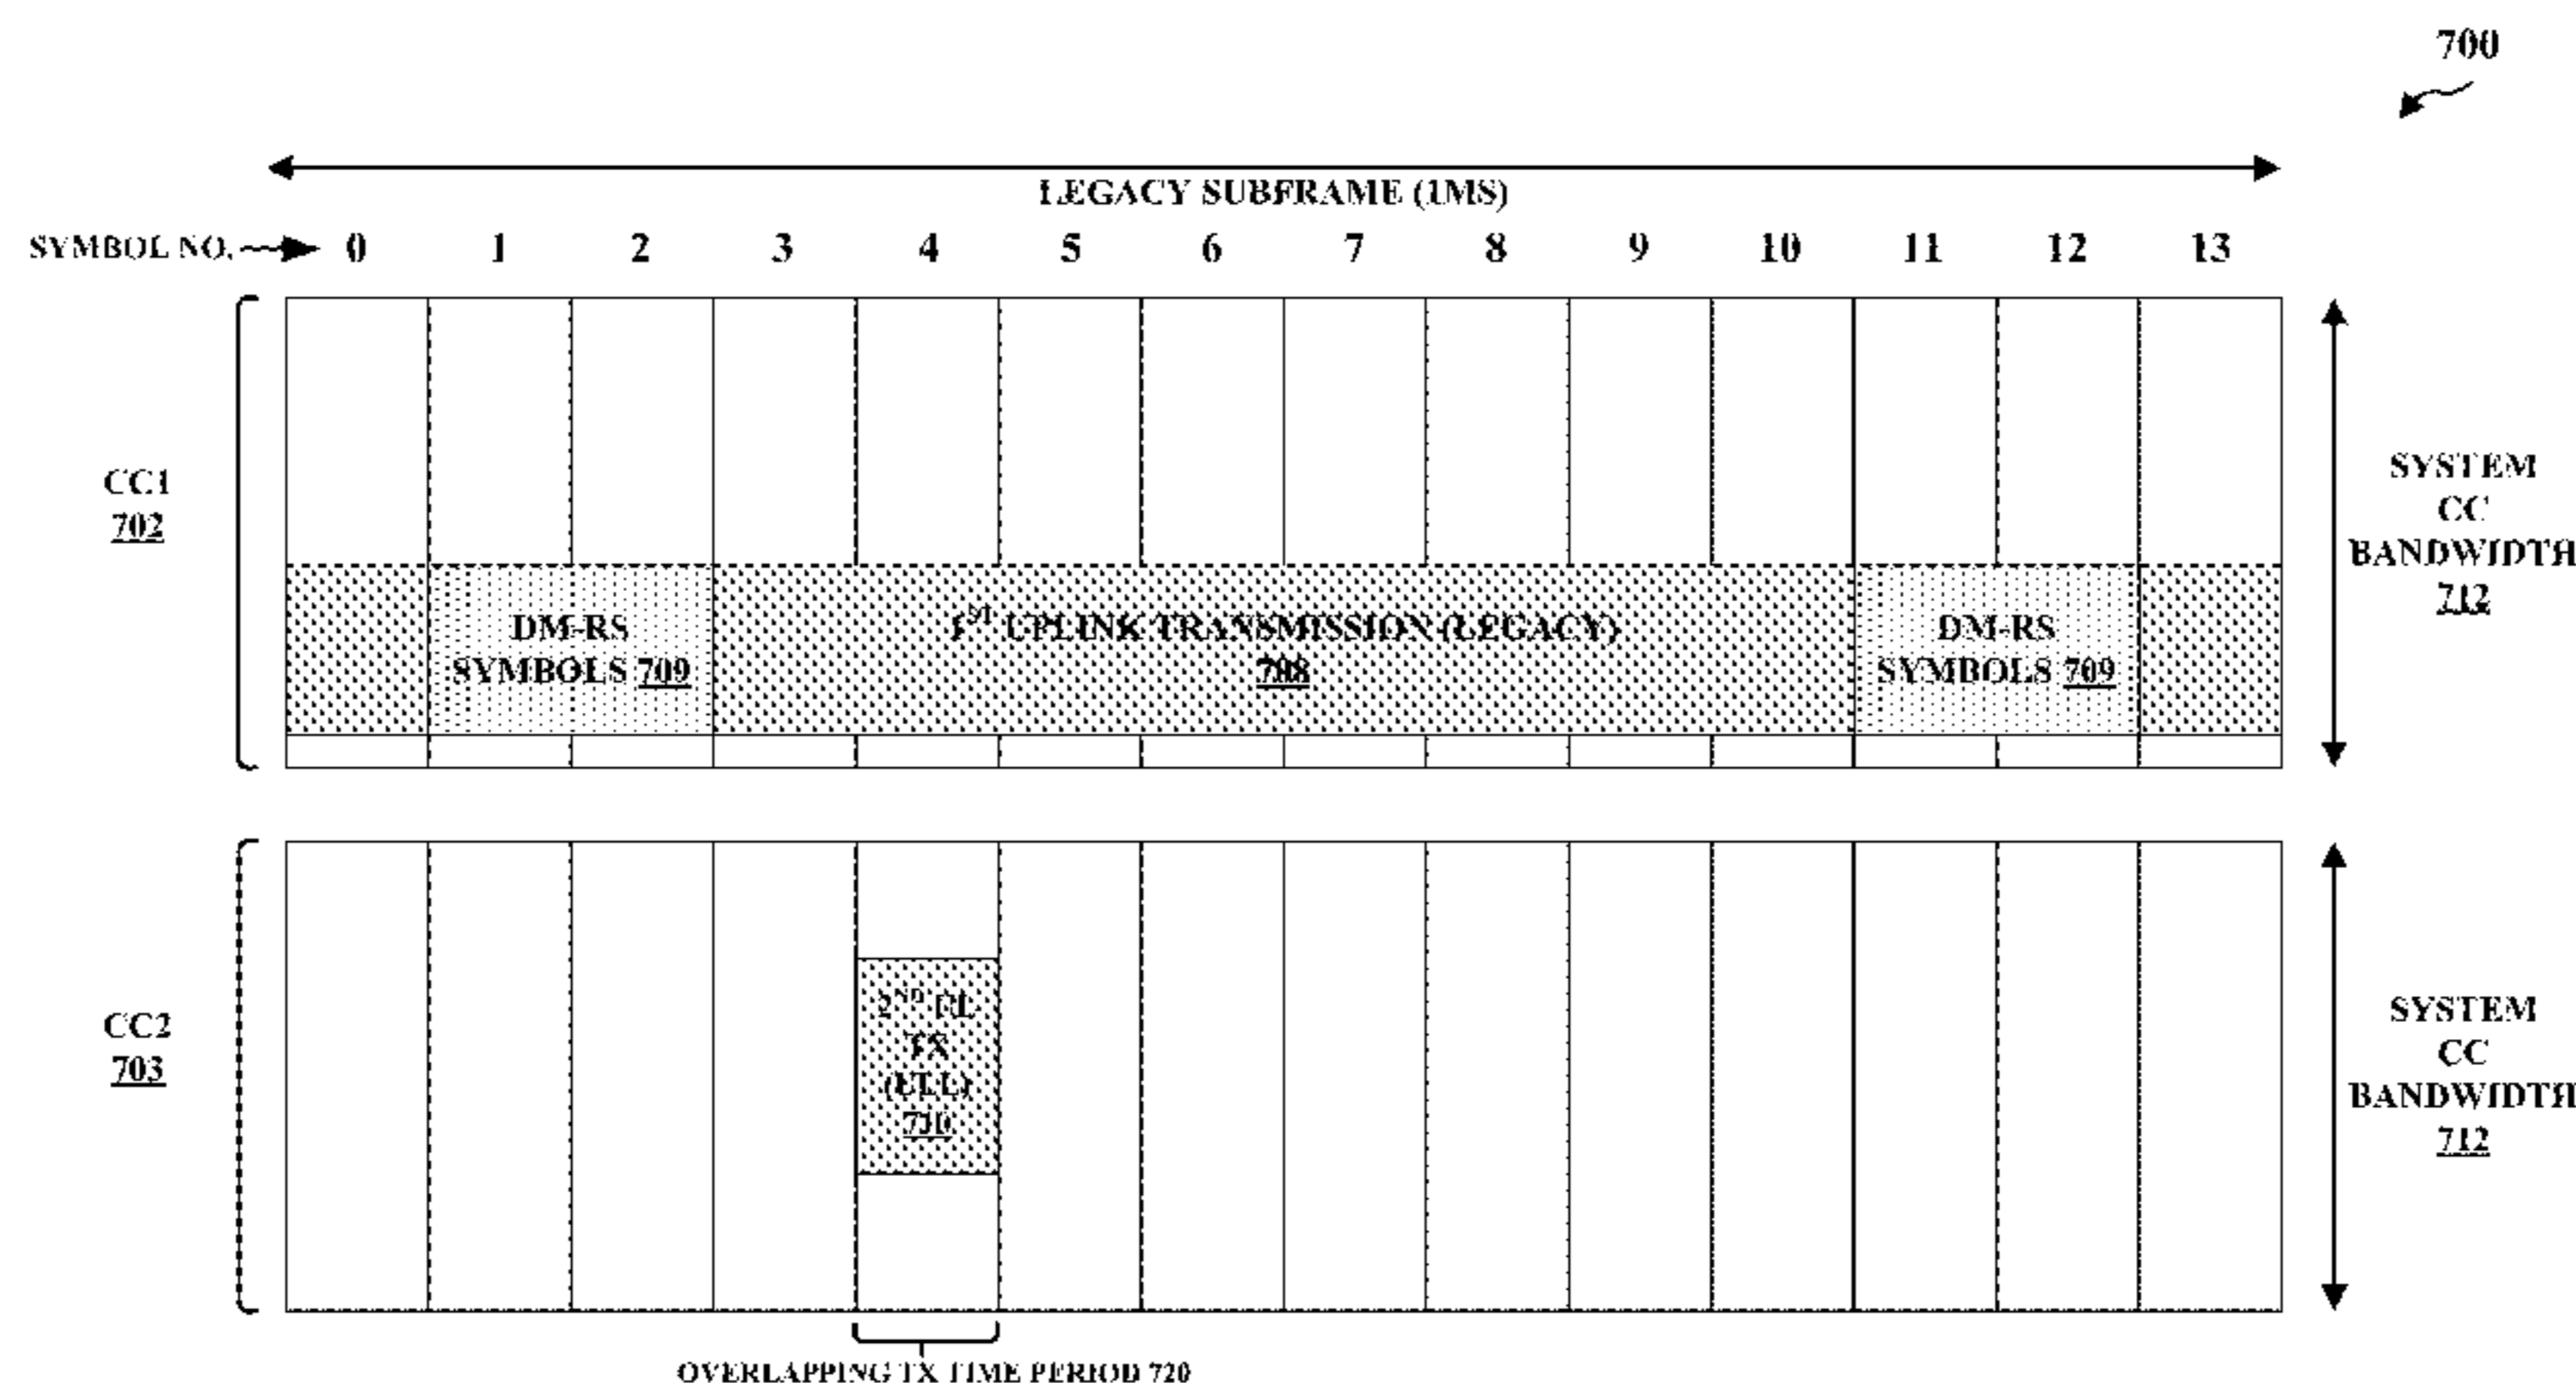 700
LEGACY SUBFRAME (1MS)
SYMBOL NO. 0 1 2 3 4 5 6 7 8 9 10 11 12 13
CC1
702
DM-RS
SYMBOLS 709
1ST UPLINK TRANSMISSION (LEGACY)
708
DM-RS
SYMBOLS 709
SYSTEM
CC
BANDWIDTH
712
CC2
703
2ND UL
TX
(ULL)
710
SYSTEM
CC
BANDWIDTH
712
OVERLAPPING TX TIME PERIOD 720